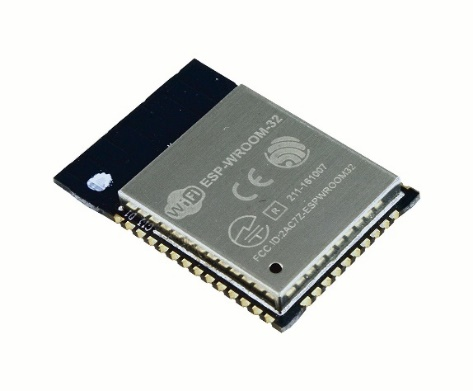 WiFi ESP-WROOM-32
CE
R 211-161007
FCC ID:2AC7Z-ESPWROOM32